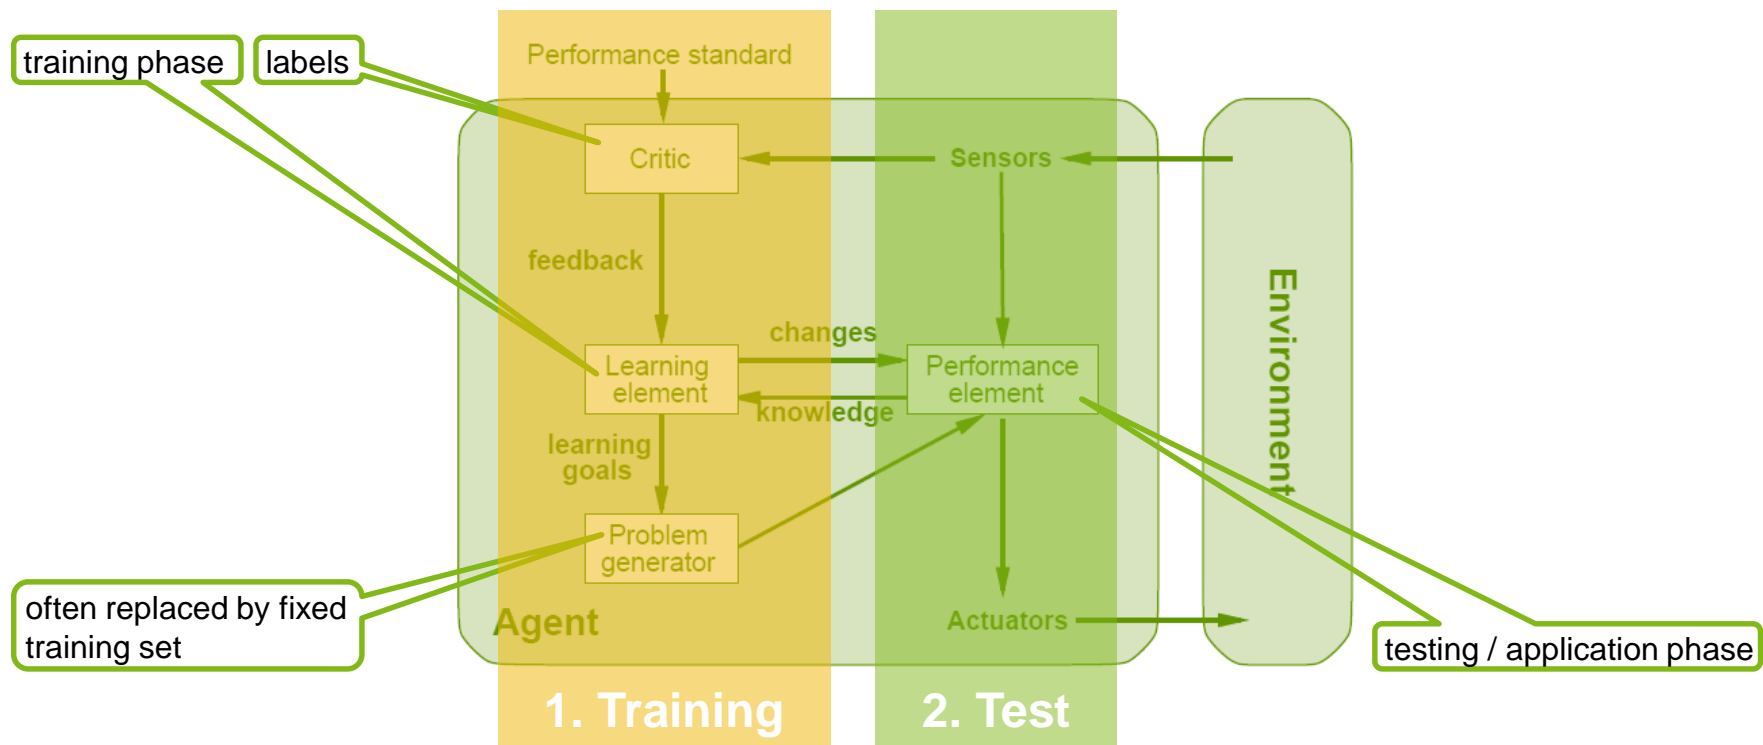 training phase
labels
Performance standard
Critic
Sensors
feedback
changes
Learning
element
Performance
element
knowledge
learning
goals
Problem
generator
Agent
Actuators
Environment
often replaced by fixed
training set
testing / application phase
1. Training
2. Test